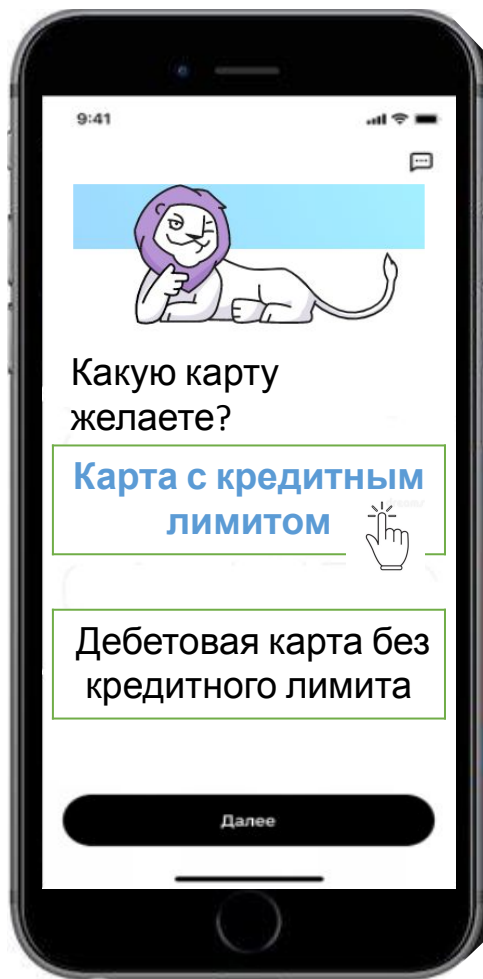 9:41
Какую карту
желаете?
Карта с кредитным
лимитом
Дебетовая карта без
кредитного лимита
Далее